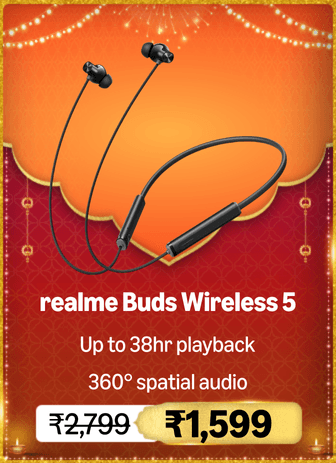 realme Buds Wireless 5
Up to 38hr playback
360° spatial audio
₹2,799 ₹1,599